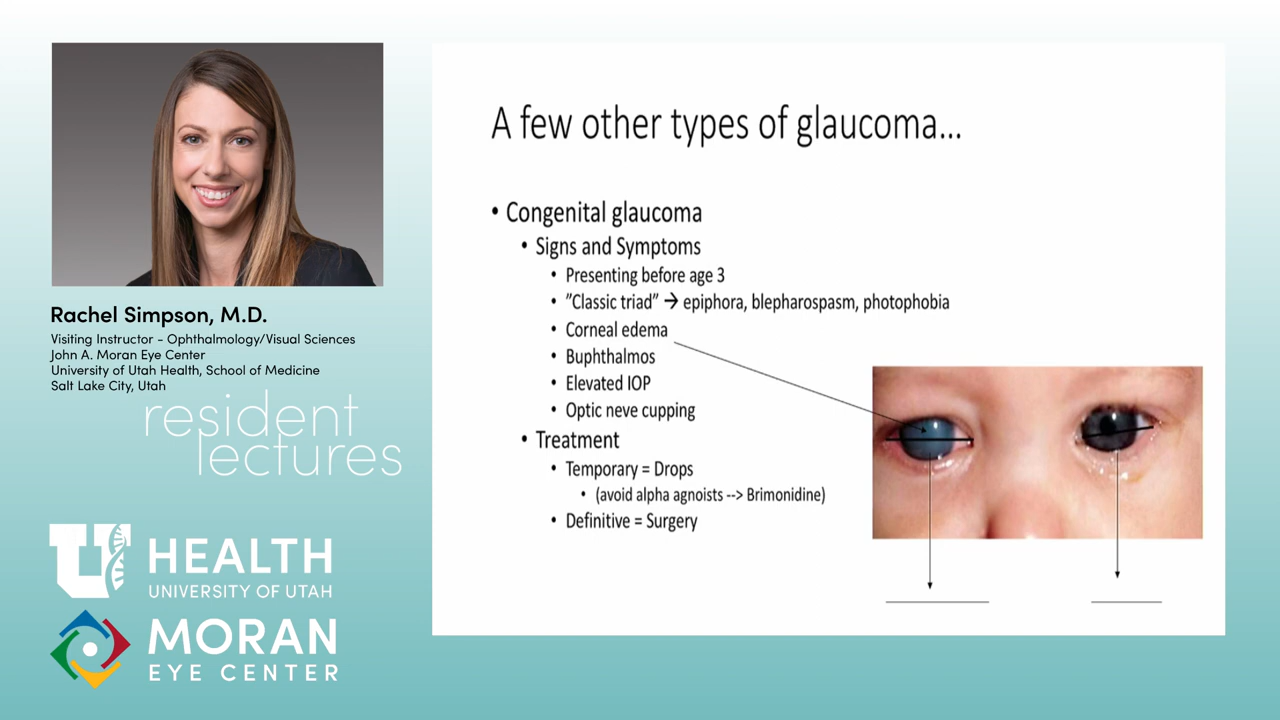 Rachel Simpson, M.D.
Visiting Instructor - Ophthalmology/Visual Sciences
John A. Moran Eye Center
University of Utah Health, School of Medicine
Salt Lake City, Utah
resident
lectures
U HEALTH
UNIVERSITY OF UTAH
MORAN
EYE CENTER
A few other types of glaucoma...
• Congenital glaucoma
• Signs and Symptoms
• Presenting before age 3
• ”Classic triad” → epiphora, blepharospasm, photophobia
• Corneal edema
• Buphthalmos
• Elevated IOP
• Optic neve cupping
• Treatment
• Temporary = Drops
• (avoid alpha agnoists --> Brimonidine)
• Definitive = Surgery